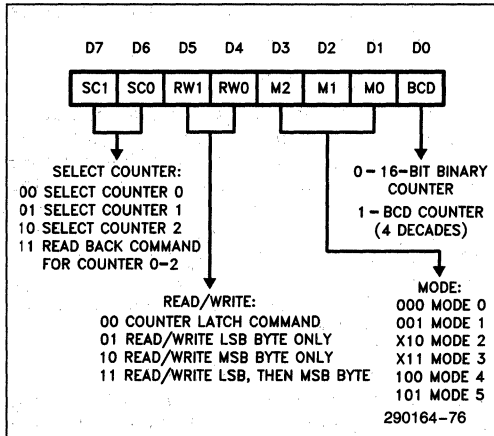 D7 D6 D5 D4 D3 D2 D1 D0
SC1 SC0 RW1 RW0 M2 M1 M0 BCD
SELECT COUNTER:
00 SELECT COUNTER 0
01 SELECT COUNTER 1
10 SELECT COUNTER 2
11 READ BACK COMMAND
FOR COUNTER 0-2
0-16-BIT BINARY
COUNTER
1-BCD COUNTER
(4 DECADES)
READ/WRITE:
00 COUNTER LATCH COMMAND
01 READ/WRITE LSB BYTE ONLY
10 READ/WRITE MSB BYTE ONLY
11 READ/WRITE LSB, THEN MSB BYTE
MODE:
000 MODE 0
001 MODE 1
X10 MODE 2
X11 MODE 3
100 MODE 4
101 MODE 5
290164-76